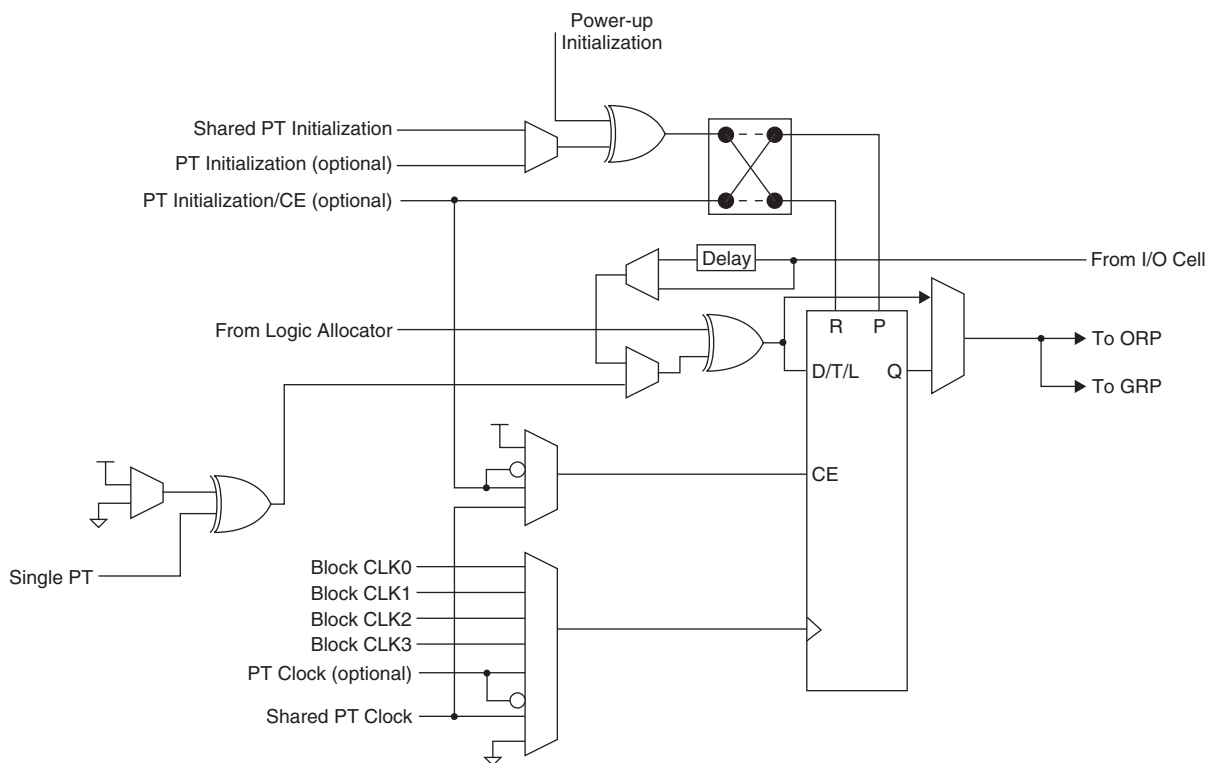 Power-up
Initialization
Shared PT Initialization
PT Initialization (optional)
PT Initialization/CE (optional)
Delay
From I/O Cell
From Logic Allocator
R P
To ORP
D/T/L Q
To GRP
CE
Single PT
Block CLK0
Block CLK1
Block CLK2
Block CLK3
PT Clock (optional)
Shared PT Clock